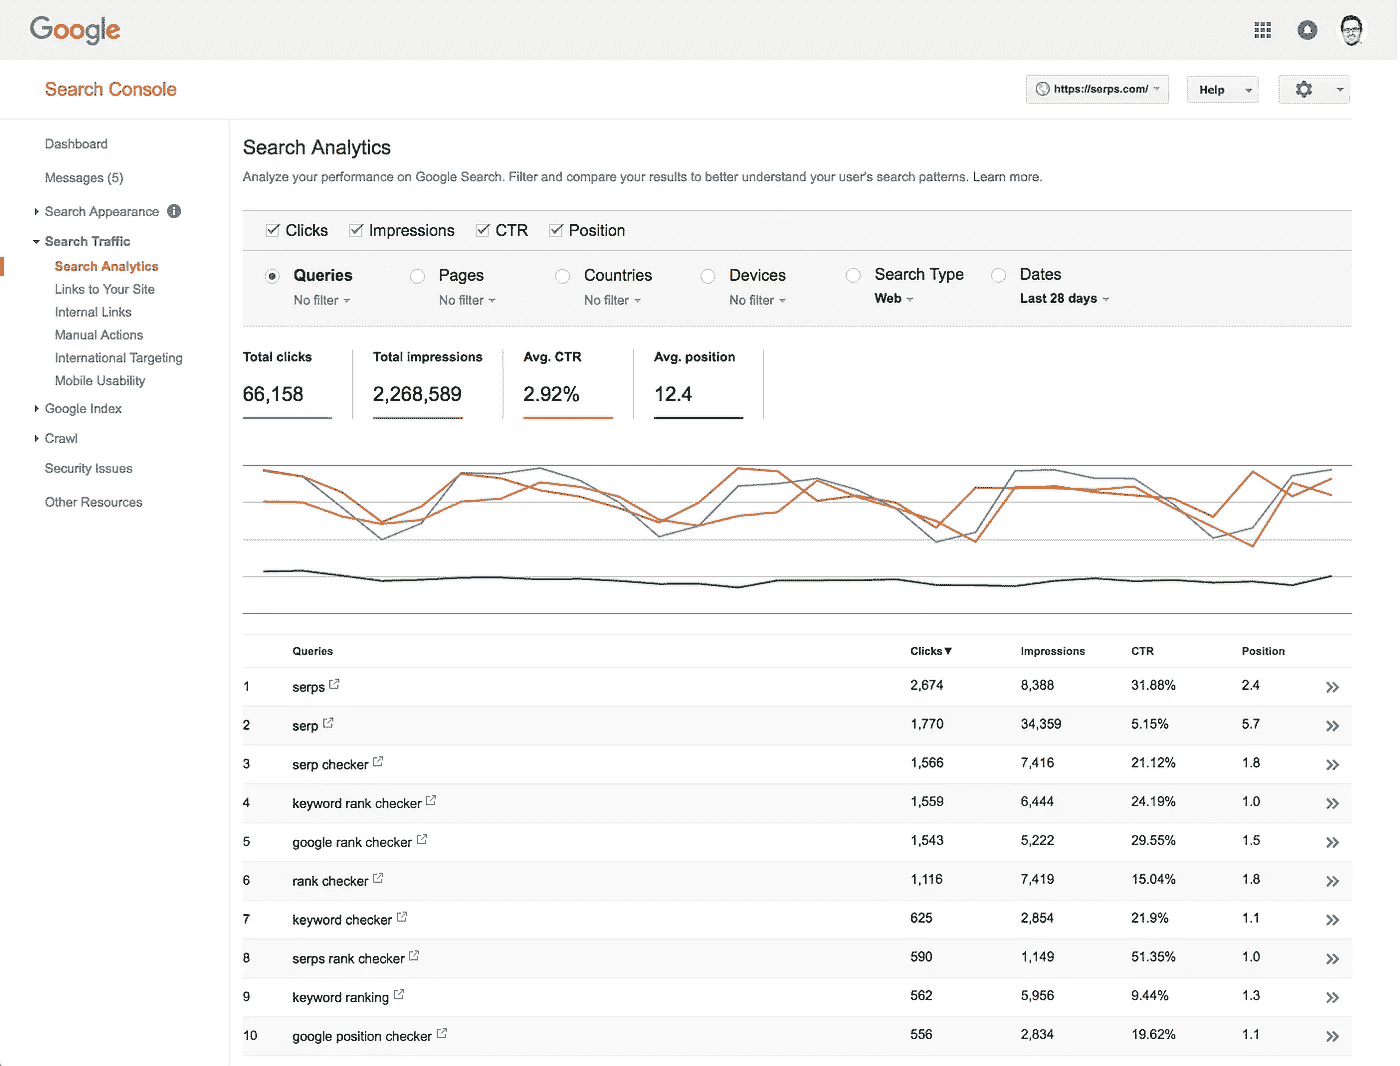 Google
Search Console
https://serps.com/
Help
Dashboard
Messages (5)
Search Appearance
Search Traffic
Search Analytics
Links to Your Site
Internal Links
Manual Actions
International Targeting
Mobile Usability
Google Index
Crawl
Security Issues
Other Resources
Search Analytics
Analyze your performance on Google Search. Filter and compare your results to better understand your user's search patterns. Learn more.
Clicks Impressions CTR Position
Queries Pages Countries Devices Search Type Dates
No filter No filter No filter No filter Web Last 28 days
Total clicks Total impressions Avg. CTR Avg. position
66,158 2,268,589 2.92% 12.4
Queries Clicks▼ Impressions CTR Position
1 serps 2,674 8,388 31.88% 2.4 »
2 serp 1,770 34,359 5.15% 5.7 »
3 serp checker 1,566 7,416 21.12% 1.8 »
4 keyword rank checker 1,559 6,444 24.19% 1.0 »
5 google rank checker 1,543 5,222 29.55% 1.5 »
6 rank checker 1,116 7,419 15.04% 1.8 »
7 keyword checker 625 2,854 21.9% 1.1 »
8 serps rank checker 590 1,149 51.35% 1.0 »
9 keyword ranking 562 5,956 9.44% 1.3 »
10 google position checker 556 2,834 19.62% 1.1 »